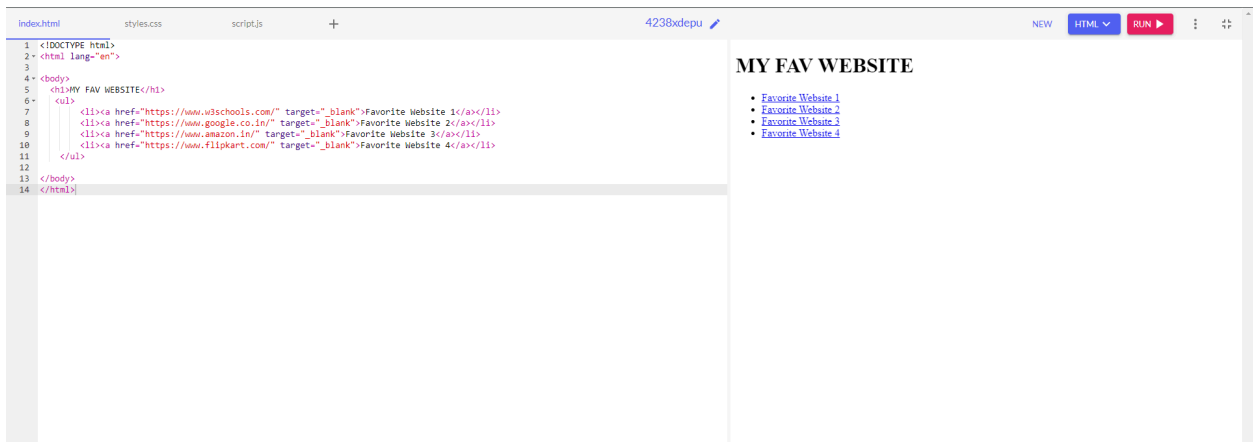 index.html styles.css script.js + 4238xdepu NEW HTML RUN
1 <!DOCTYPE html>
2 <html lang="en">
3
4 <body>
5 <h1>MY FAV WEBSITE</h1>
6 <ul>
7 <li><a href="https://www.w3schools.com/" target="_blank">Favorite Website 1</a></li>
8 <li><a href="https://www.google.co.in/" target="_blank">Favorite Website 2</a></li>
9 <li><a href="https://www.amazon.in/" target="_blank">Favorite Website 3</a></li>
10 <li><a href="https://www.flipkart.com/" target="_blank">Favorite Website 4</a></li>
11 </ul>
12
13 </body>
14 </html>
MY FAV WEBSITE
• Favorite Website 1
• Favorite Website 2
• Favorite Website 3
• Favorite Website 4